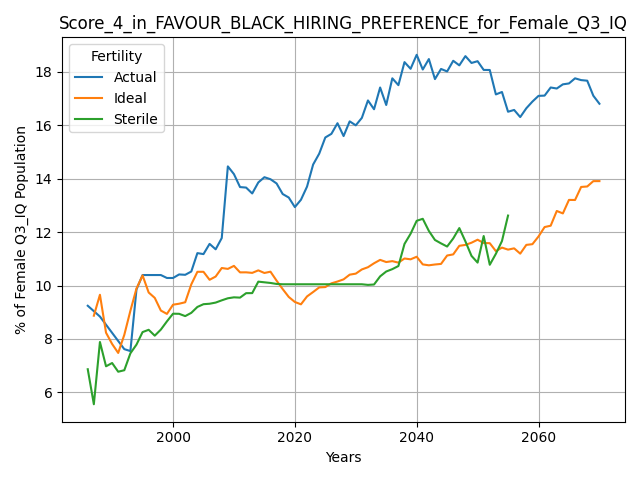 Score_4_in_FAVOUR_BLACK_HIRING_PREFERENCE_for_Female_Q3_IQ
Fertility
Actual
Ideal
Sterile
% of Female Q3_IQ Population
18
16
14
12
10
8
6
2000 2020 2040 2060
Years